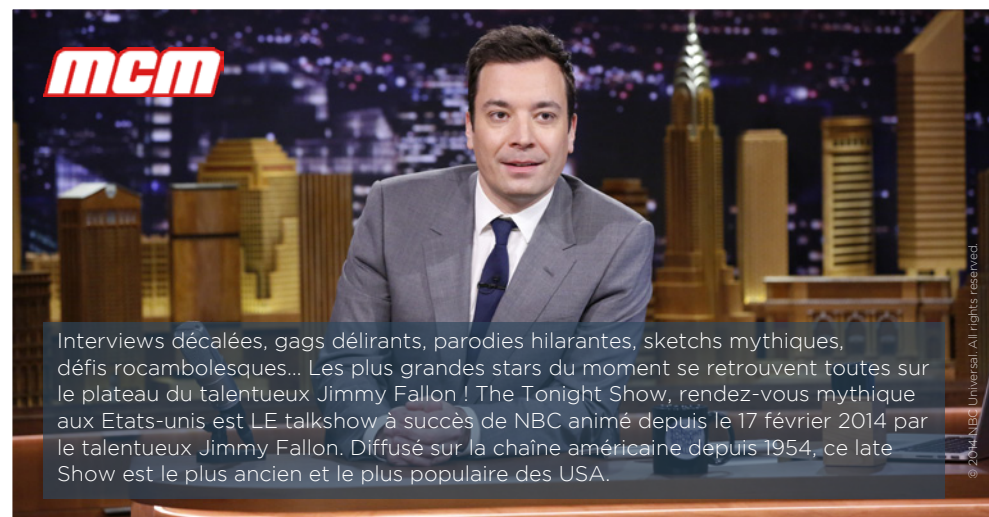 mcm
Interviews décalées, gags délirants, parodies hilarantes, sketchs mythiques,
défis rocambolesques... Les plus grandes stars du moment se retrouvent toutes sur
le plateau du talentueux Jimmy Fallon ! The Tonight Show, rendez-vous mythique
aux Etats-unis est LE talkshow à succès de NBC animé depuis le 17 février 2014 par
le talentueux Jimmy Fallon. Diffusé sur la chaîne américaine depuis 1954, ce late
Show est le plus ancien et le plus populaire des USA.
© 2014 NBC Universal. All rights reserved.